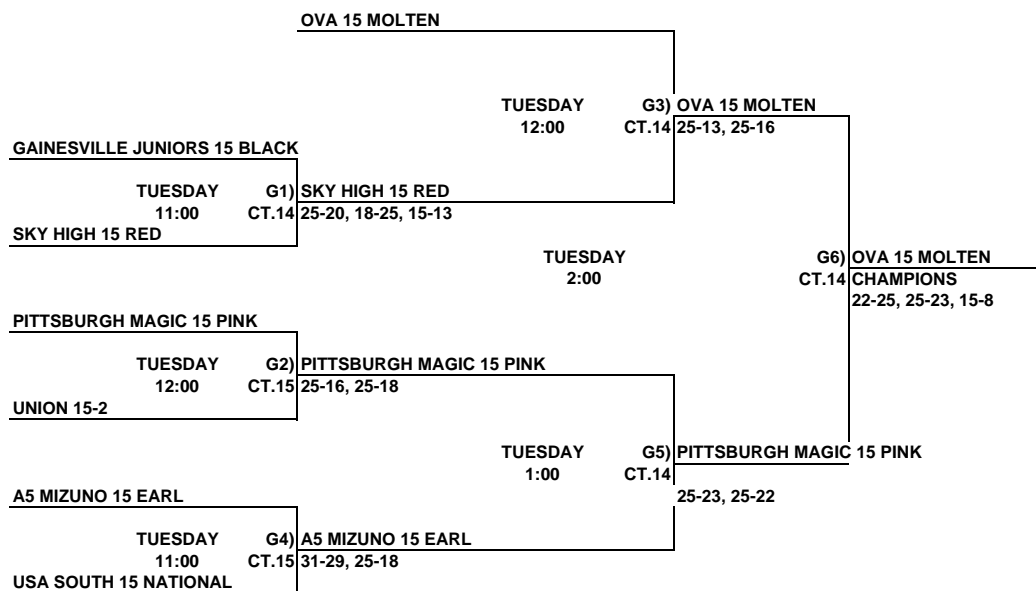 OVA 15 MOLTEN
TUESDAY G3) OVA 15 MOLTEN
12:00 CT.14 25-13, 25-16
GAINESVILLE JUNIORS 15 BLACK
TUESDAY G1) SKY HIGH 15 RED
11:00 CT.14 25-20, 18-25, 15-13
SKY HIGH 15 RED
TUESDAY G6) OVA 15 MOLTEN
2:00 CT.14 CHAMPIONS
22-25, 25-23, 15-8
PITTSBURGH MAGIC 15 PINK
TUESDAY G2) PITTSBURGH MAGIC 15 PINK
12:00 CT.15 25-16, 25-18
UNION 15-2
TUESDAY G5) PITTSBURGH MAGIC 15 PINK
1:00 CT.14
A5 MIZUNO 15 EARL
25-23, 25-22
TUESDAY G4) A5 MIZUNO 15 EARL
11:00 CT.15 31-29, 25-18
USA SOUTH 15 NATIONAL